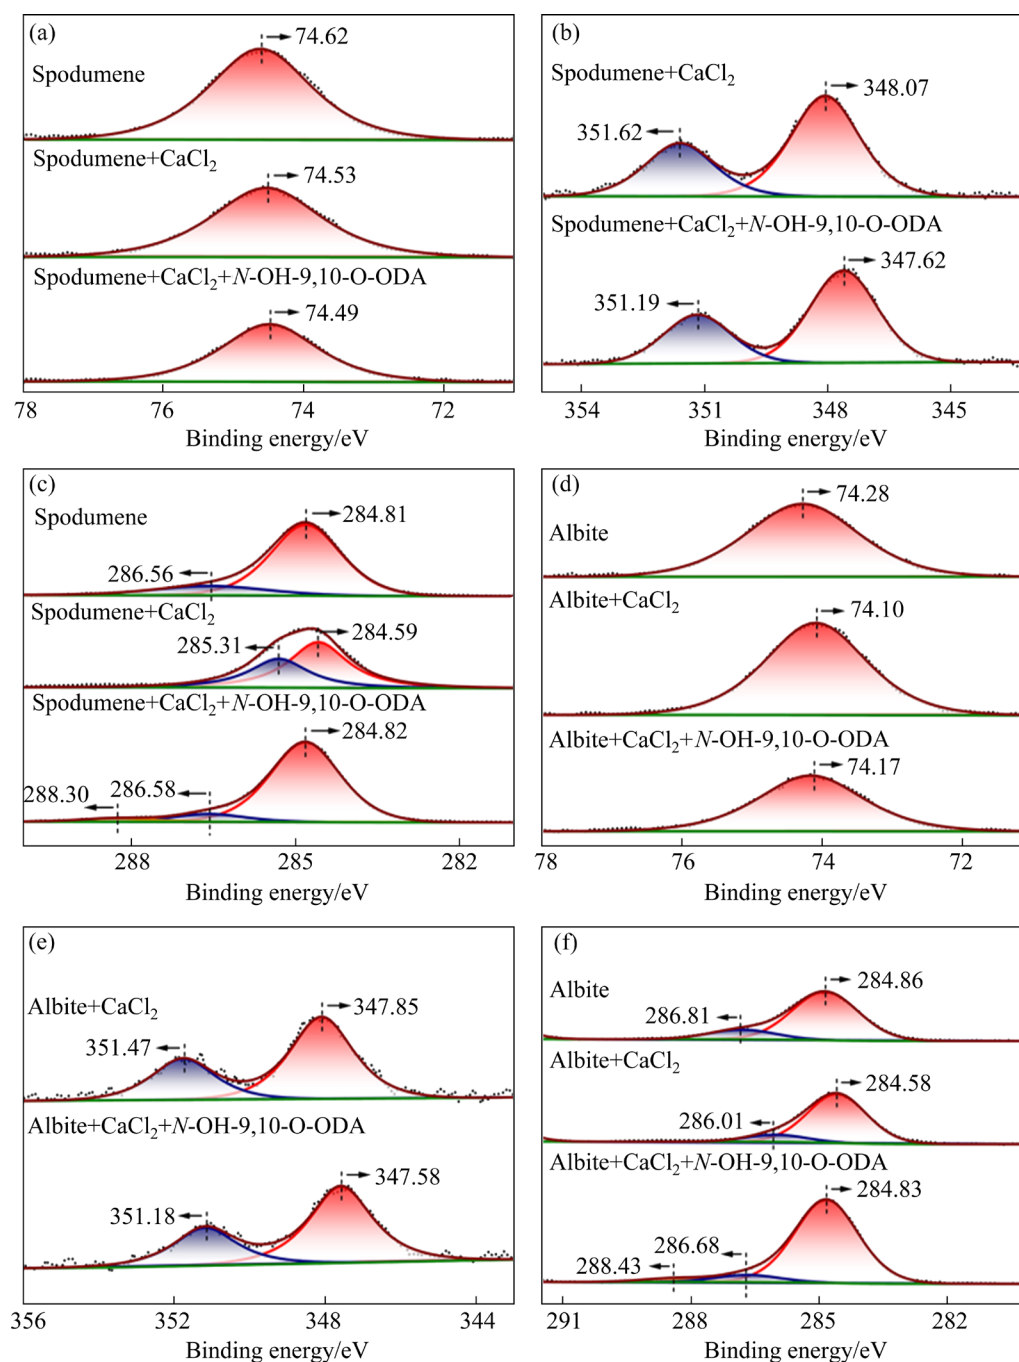 (a)
74.62
Spodumene
Spodumene+CaCl₂
74.53
Spodumene+CaCl₂+N-OH-9,10-O-ODA
74.49
78 76 74 72
Binding energy/eV
(b)
Spodumene+CaCl₂
348.07
351.62
Spodumene+CaCl₂+N-OH-9,10-O-ODA
347.62
351.19
354 351 348 345
Binding energy/eV
(c)
Spodumene
284.81
286.56
Spodumene+CaCl₂
284.59
285.31
Spodumene+CaCl₂+N-OH-9,10-O-ODA
284.82
288.30 286.58
288 285 282
Binding energy/eV
(d)
74.28
Albite
Albite+CaCl₂
74.10
Albite+CaCl₂+N-OH-9,10-O-ODA
74.17
78 76 74 72
Binding energy/eV
(e)
Albite+CaCl₂
347.85
351.47
Albite+CaCl₂+N-OH-9,10-O-ODA
347.58
351.18
356 352 348 344
Binding energy/eV
(f)
Albite
284.86
286.81
Albite+CaCl₂
284.58
286.01
Albite+CaCl₂+N-OH-9,10-O-ODA
284.83
286.68
288.43
291 288 285 282
Binding energy/eV